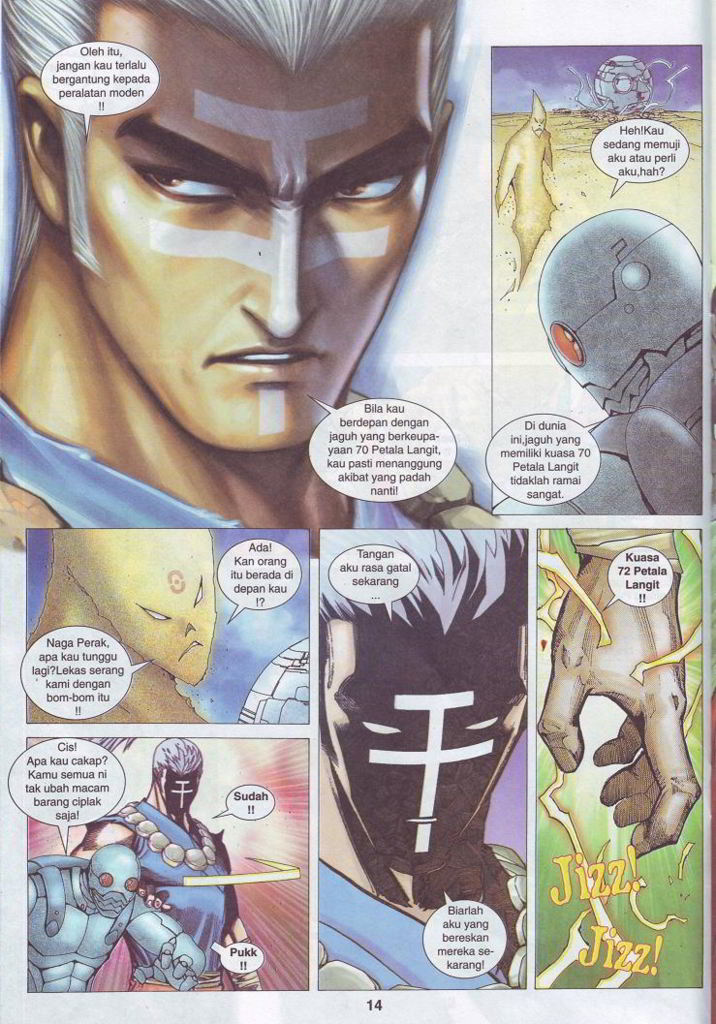 Oleh itu,
jangan kau terlalu
bergantung kepada
peralatan moden
!!
Bila kau
berdepan dengan
jaguh yang berkeupa-
yaan 70 Petala Langit,
kau pasti menanggung
akibat yang padah
nanti!
Heh!Kau
sedang memuji
aku atau perli
aku,hah?
Di dunia
ini,jaguh yang
memiliki kuasa 70
Petala Langit
tidaklah ramai
sangat.
Ada!
Kan orang
itu berada di
depan kau
!?
Naga Perak,
apa kau tunggu
lagi?Lekas serang
kami dengan
bom-bom itu
!!
Cis!
Apa kau cakap?
Kamu semua ni
tak ubah macam
barang ciplak
saja!
Sudah
!!
Pukk
!!
Tangan
aku rasa gatal
sekarang
...
Biarlah
aku yang
bereskan
mereka se-
karang!
Kuasa
72 Petala
Langit
!!
Jizz!
Jizz!
14